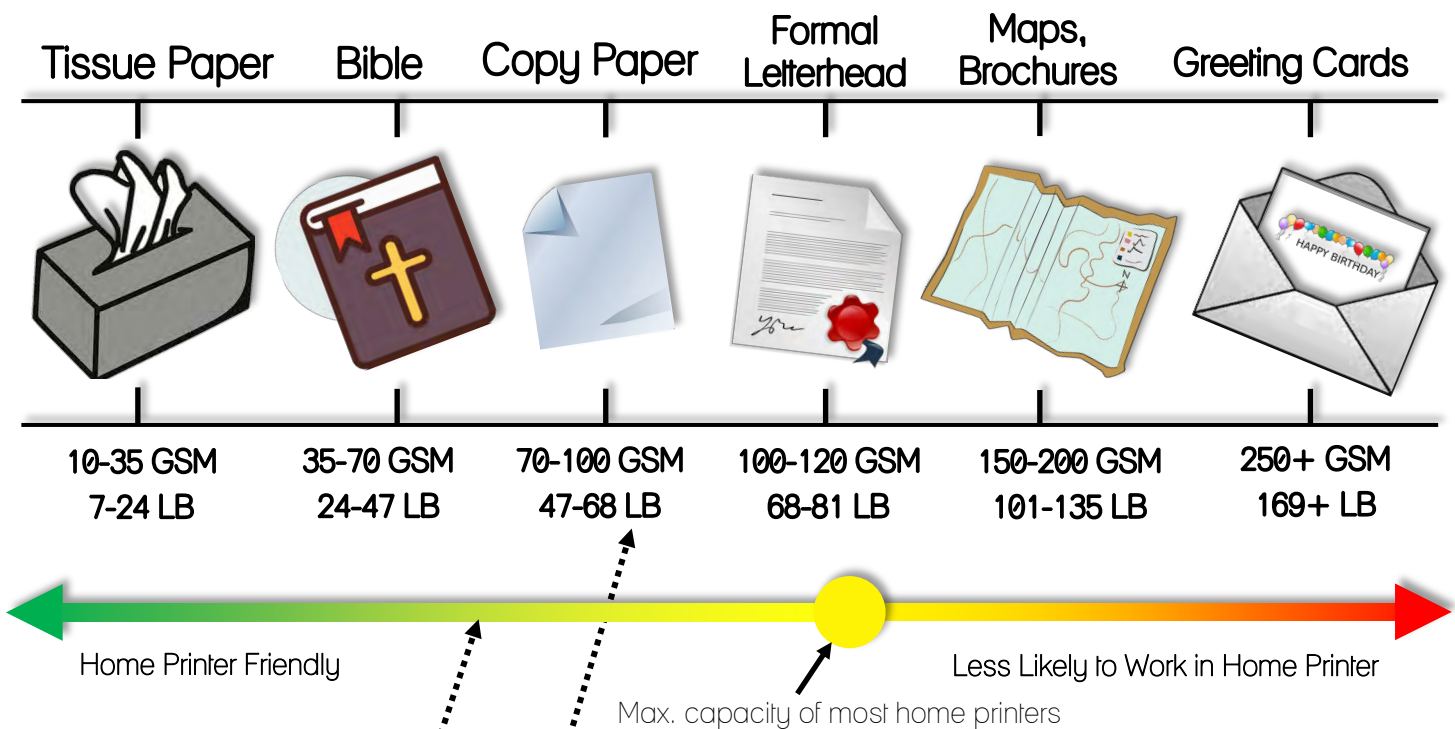 Tissue Paper
Bible
Copy Paper
Formal
Letterhead
Maps,
Brochures
Greeting Cards
N
HAPPY BIRTHDAY
10-35 GSM
7-24 LB
35-70 GSM
24-47 LB
70-100 GSM
47-68 LB
100-120 GSM
68-81 LB
150-200 GSM
101-135 LB
250+ GSM
169+ LB
Home Printer Friendly
Less Likely to Work in Home Printer
Max. capacity of most home printers